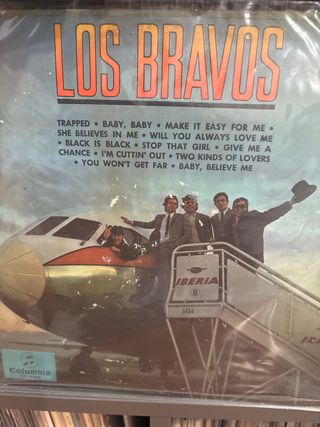 LOS BRAVOS
TRAPPED • BABY, BABY • MAKE IT EASY FOR ME •
SHE BELIEVES IN ME • WILL YOU ALWAYS LOVE ME
• BLACK IS BLACK • STOP THAT GIRL • GIVE ME A
CHANCE • I'M CUTTIN' OUT • TWO KINDS OF LOVERS
• YOU WON'T GET FAR • BABY, BELIEVE ME
IBERIA
Columbia